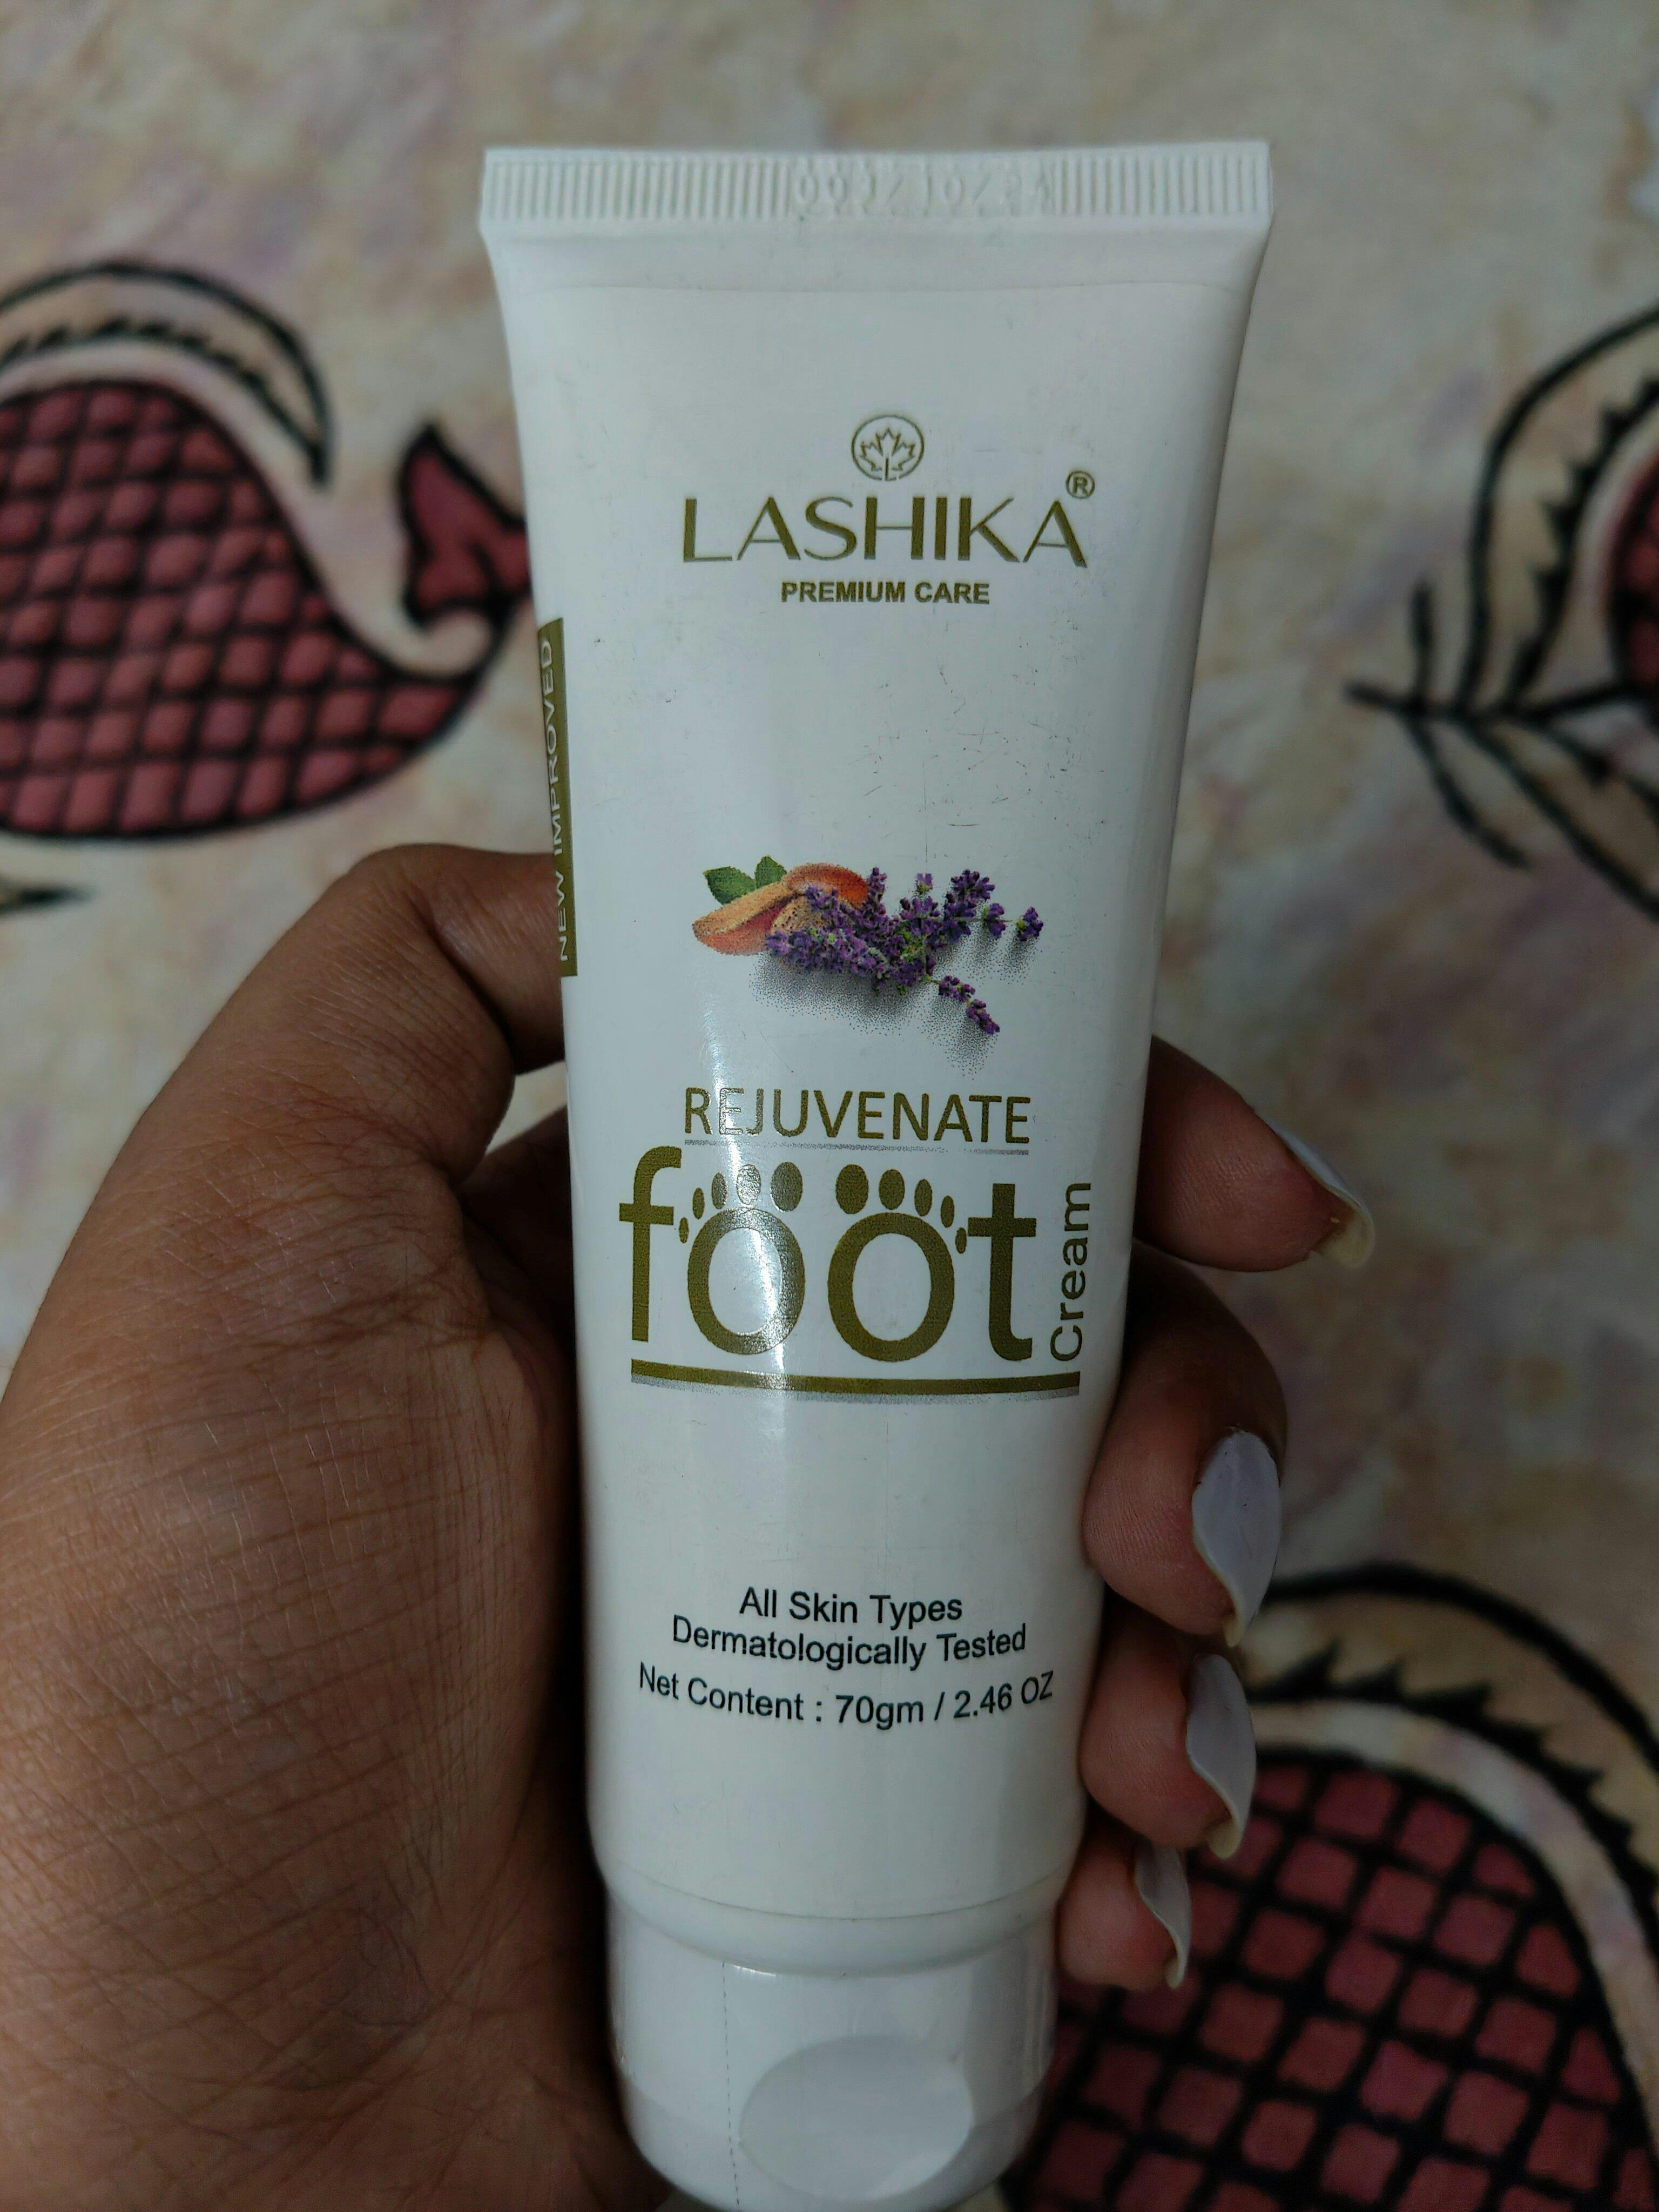 LASHIKA®
PREMIUM CARE
NEW IMPROVED
REJUVENATE
foot
Cream
All Skin Types
Dermatologically Tested
Net Content : 70gm / 2.46 OZ